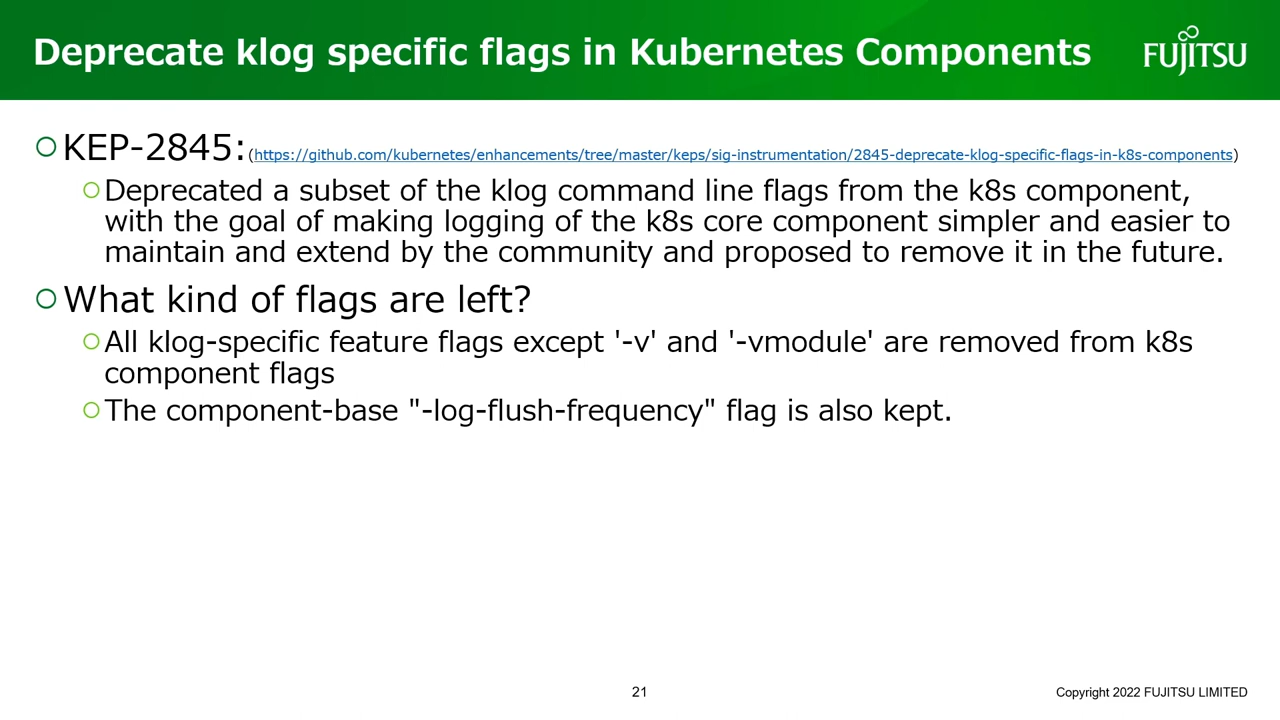 Deprecate klog specific flags in Kubernetes Components
FUJITSU
KEP-2845:(https://github.com/kubernetes/enhancements/tree/master/keps/sig-instrumentation/2845-deprecate-klog-specific-flags-in-k8s-components)
Deprecated a subset of the klog command line flags from the k8s component,
with the goal of making logging of the k8s core component simpler and easier to
maintain and extend by the community and proposed to remove it in the future.
What kind of flags are left?
All klog-specific feature flags except '-v' and '-vmodule' are removed from k8s
component flags
The component-base "-log-flush-frequency" flag is also kept.
21
Copyright 2022 FUJITSU LIMITED